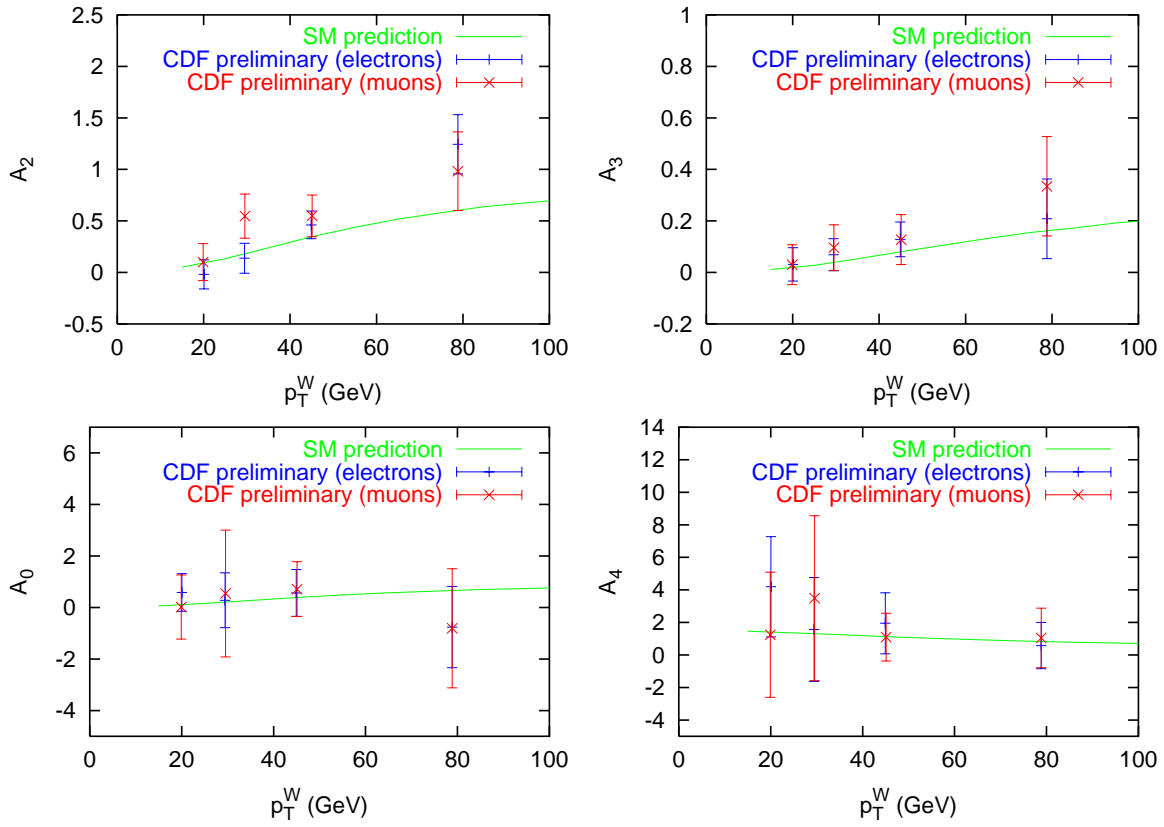 2.5
2
1.5
1
0.5
0
-0.5
A2
SM prediction
CDF preliminary (electrons)
CDF preliminary (muons)
0 20 40 60 80 100
pTW (GeV)
1
0.8
0.6
0.4
0.2
0
-0.2
A3
SM prediction
CDF preliminary (electrons)
CDF preliminary (muons)
0 20 40 60 80 100
pTW (GeV)
6
4
2
0
-2
-4
A0
SM prediction
CDF preliminary (electrons)
CDF preliminary (muons)
0 20 40 60 80 100
pTW (GeV)
14
12
10
8
6
4
2
0
-2
-4
A4
SM prediction
CDF preliminary (electrons)
CDF preliminary (muons)
0 20 40 60 80 100
pTW (GeV)